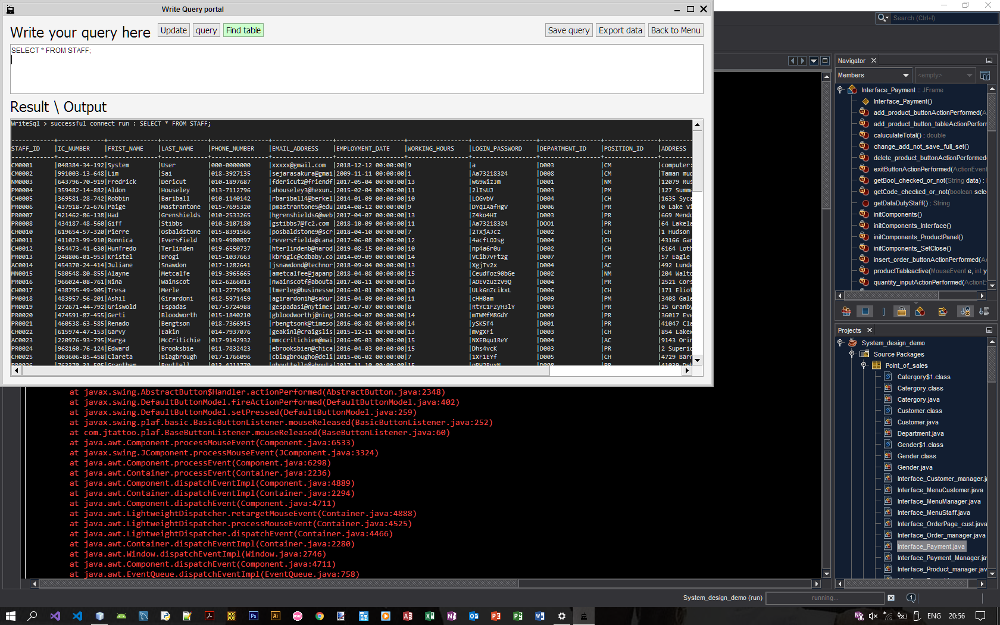 Write Query portal
Write your query here
Update
query
Find table
Save query
Export data
Back to Menu
SELECT * FROM STAFF;
Result \ Output
WriteSql > successful connect run : SELECT * FROM STAFF;
STAFF_ID |IC_NUMBER |FRIST_NAME |LAST_NAME |PHONE_NUMBER |EMAIL_ADDRESS |EMPLOYMENT_DATE |WORKING_HOURS |LOGIN_PASSWORD |DEPARTMENT_ID |POSITION_ID |ADDRESS
CM0001 |048384-34-192|System |User |000-0000000 |xxxxx@gmail.com |2018-12-12 00:00:00|9 |a |D003 |CM |computer:
CM0002 |991003-13-648|Lim |Sai |018-3927135 |sejarasakura@gmai|2009-11-11 00:00:00|1 |Aa73218324 |D008 |CM |Taman mud
NM0003 |643796-70-919|Fredrick |Dericut |010-1897687 |fdericut2@friendf|2017-05-04 00:00:00|13 |wG9wizJm |D001 |NM |12079 Rus
PM0004 |359482-14-882|Aldon |Houseley |013-7112796 |ahouseley3@hexun.|2015-02-04 00:00:00|11 |2lIsUJ |D003 |PM |127 Summe
CH0005 |369581-28-742|Robbin |Bariball |010-1140142 |rbariball4@berkel|2014-01-09 00:00:00|10 |LOGvbV |D004 |CH |1635 Syca
PR0006 |437918-72-676|Paige |Mastrantone |015-7695320 |pmastrantone5@edu|2014-08-12 00:00:00|9 |DYqIAafHgV |D006 |PR |0 Lake Vi
PR0007 |421462-86-138|Had |Grenshields |010-2533265 |hgrenshields6@web|2017-04-07 00:00:00|13 |Z4ko4HI |D003 |PR |669 Mendo
PR0008 |434187-48-560|Giff |Stibbs |010-3107180 |gstibbs7@fc2.com |2018-10-09 00:00:00|11 |Aa73218324 |DOO1 |PR |64 Lakela
CH0010 |619654-57-320|Pierre |Osbaldstone |015-8391566 |posbaldstone9@scr|2018-04-10 00:00:00|7 |2TXjAJcz |D002 |CH |1 Hudson
CH0011 |411023-99-910|Ronnica |Eversfield |019-4980897 |reversfielda@cana|2017-06-08 00:00:00|12 |4acfLOJsg |D004 |CH |43166 Gar
CH0012 |954473-41-630|Hunfredo |Terlinden |019-6550737 |hterlindenb@narod|2019-08-15 00:00:00|10 |np4a6r0u |D002 |CH |6164 Loth
PR0013 |248806-01-953|Kristel |Brogi |015-1037663 |kbrogic@cdbaby.co|2014-09-09 00:00:00|14 |VCib7vFt2g |D007 |PR |57 Eagle
AC0014 |454370-24-414|Juliane |Snawdon |017-1282641 |jsnawdond@technor|2018-09-04 00:00:00|13 |XgjTv2x |D004 |AC |492 Lunde
MN0015 |580548-80-855|Alayne |Metcalfe |019-3965665 |ametcalfee@japanp|2018-04-08 00:00:00|15 |Ceudfoz90bGe |D002 |NM |204 Walto
PR0016 |966024-08-761|Nina |Wainscot |012-6266013 |nwainscotf@abouta|2017-08-11 00:00:00|13 |AOEVzuzzV9Q |D004 |PR |2521 Cors
CH0017 |438795-49-905|Tresa |Merle |011-2779348 |tmerleg@businessw|2016-01-01 00:00:00|10 |ULk6nZcikxL |D006 |CH |171 Eliot
PM0018 |483957-56-201|Ashil |Girardoni |012-5971459 |agirardonih@sakur|2015-04-09 00:00:00|11 |cHH0am |D009 |PM |3408 Gale
PR0019 |272671-44-792|Griswold |Espadas |017-5724988 |gespadasi@nytimes|2017-07-07 00:00:00|8 |RtYC1FZyH3lY |D003 |PR |25 Granby
PR0020 |474591-87-455|Gerti |Bloodworth |015-1840210 |gbloodworthj@ning|2016-04-07 00:00:00|14 |mTWMfM8GdY |D009 |PR |36017 Eve
PR0021 |460538-63-585|Renado |Bengtson |018-7366915 |rbengtsonk@timeso|2016-08-02 00:00:00|14 |ySK5f4 |D001 |PR |41047 Cla
CH0022 |615974-47-153|Garvy |Eakin |014-7937076 |geakinl@craigslis|2015-12-11 00:00:00|13 |mvgXFi |D003 |CH |854 Lakew
AC0023 |220976-93-795|Marga |McCritichie |017-9142932 |mmccritichiem@mai|2016-05-03 00:00:00|15 |NXEBqu1ReY |D004 |AC |9143 Orin
PR0024 |968160-76-124|Edward |Brooksbie |011-7832423 |ebrooksbien@chica|2016-05-03 00:00:00|15 |Dhs4vcK |D003 |PR |2 Superio
CH0025 |803606-85-458|Clareta |Blagbrough |017-1766096 |cblagbrougho@deli|2015-12-09 00:00:00|7 |1XF1EYf |D005 |CH |4729 Barn
at javax.swing.AbstractButton$Handler.actionPerformed(AbstractButton.java:2348)
at javax.swing.DefaultButtonModel.fireActionPerformed(DefaultButtonModel.java:402)
at javax.swing.DefaultButtonModel.setPressed(DefaultButtonModel.java:259)
at javax.swing.plaf.basic.BasicButtonListener.mouseReleased(BasicButtonListener.java:252)
at com.jtattoo.plaf.BaseButtonListener.mouseReleased(BaseButtonListener.java:60)
at java.awt.Component.processMouseEvent(Component.java:6533)
at javax.swing.JComponent.processMouseEvent(JComponent.java:3324)
at java.awt.Component.processEvent(Component.java:6298)
at java.awt.Container.processEvent(Container.java:2236)
at java.awt.Component.dispatchEventImpl(Component.java:4889)
at java.awt.Container.dispatchEventImpl(Container.java:2294)
at java.awt.Component.dispatchEvent(Component.java:4711)
at java.awt.LightweightDispatcher.retargetMouseEvent(Container.java:4888)
at java.awt.LightweightDispatcher.processMouseEvent(Container.java:4525)
at java.awt.LightweightDispatcher.dispatchEvent(Container.java:4466)
at java.awt.Container.dispatchEventImpl(Container.java:2280)
at java.awt.Window.dispatchEventImpl(Window.java:2746)
at java.awt.Component.dispatchEvent(Component.java:4711)
at java.awt.EventQueue.dispatchEventImpl(EventQueue.java:758)
Search (Ctrl+I)
Navigator
Members
<empty>
Interface_Payment :: JFrame
Interface_Payment()
add_product_buttonActionPerformed(A
add_product_button_tableActionPerforn
caluculateTotal() : double
change_add_not_save_full_set()
delete_product_buttonActionPerformed
exitButtonActionPerformed(ActionEvent
getBool_checked_or_not(String data) :
getCode_checked_or_not(boolean sele
getDataDutyStaff() : String
initComponents()
initComponents_Interface()
initComponents_ProductPanel()
initComponents_SetClose()
insert_order_buttonActionPerformed(A
productTableactive(MouseEvent e, int y
quantity_inputActionPerformed(ActionE
Projects
System_design_demo
Source Packages
Point_of_sales
Catergory$1.class
Catergory.class
Catergory.java
Customer.class
Customer.java
Department.java
Gender$1.class
Gender.class
Gender.java
Interface_Customer_manager.ja
Interface_MenuCustomer.java
Interface_MenuManager.java
Interface_MenuStaff.java
Interface_OrderPage_cust.java
Interface_Order_manager.java
Interface_Payment.java
Interface_Payment_Manager.jav
Interface_Product_manager.java
System_design_demo (run)
running...
1
ENG
20:56